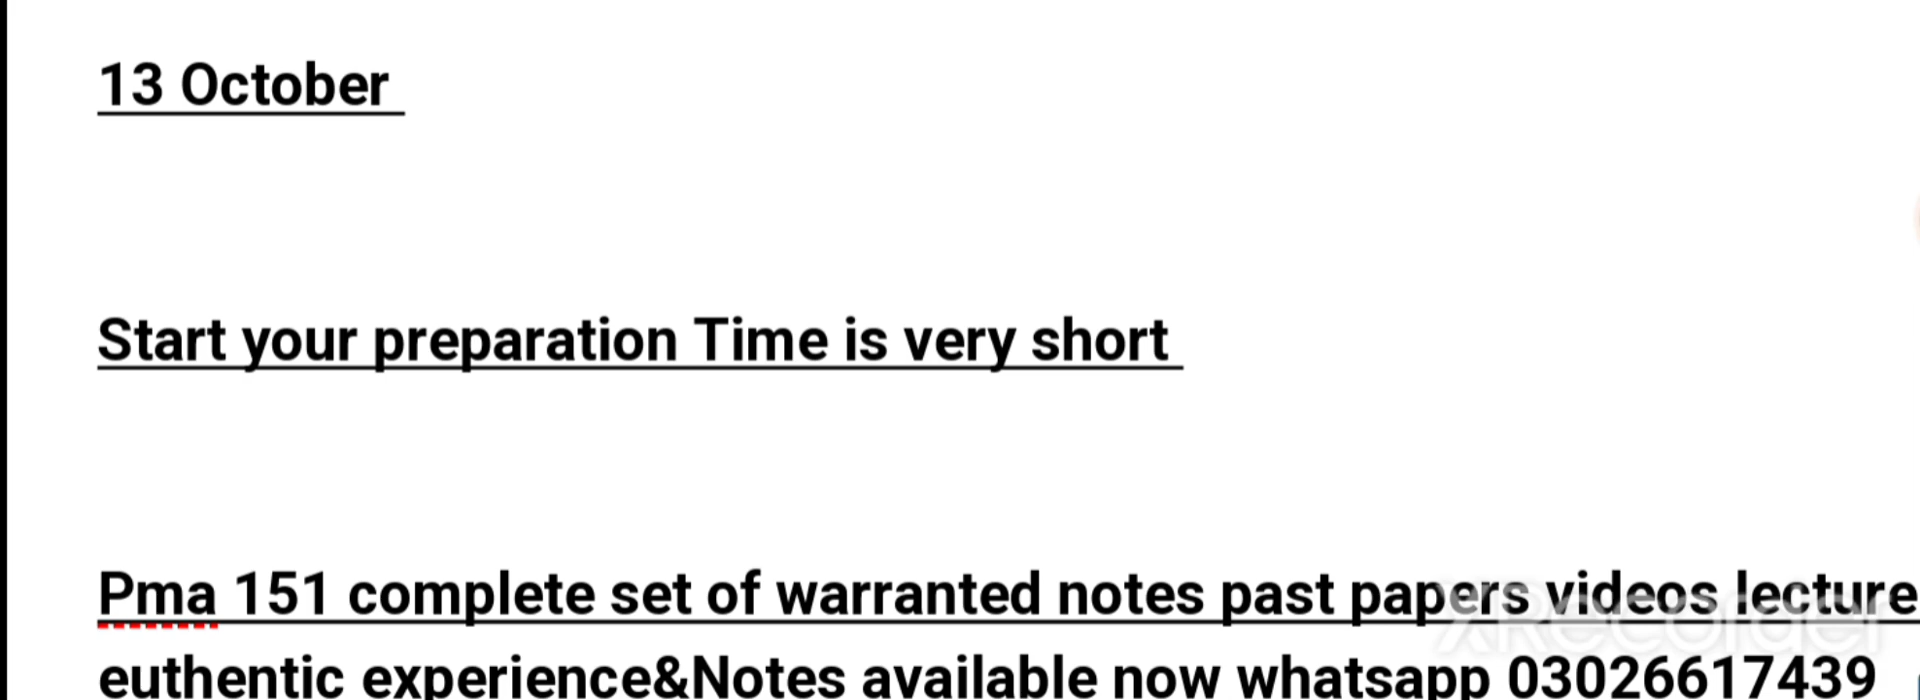 13 October
Start your preparation Time is very short
Pma 151 complete set of warranted notes past papers videos lecture
euthentic experience&Notes available now whatsapp 03026617439
XRecorder